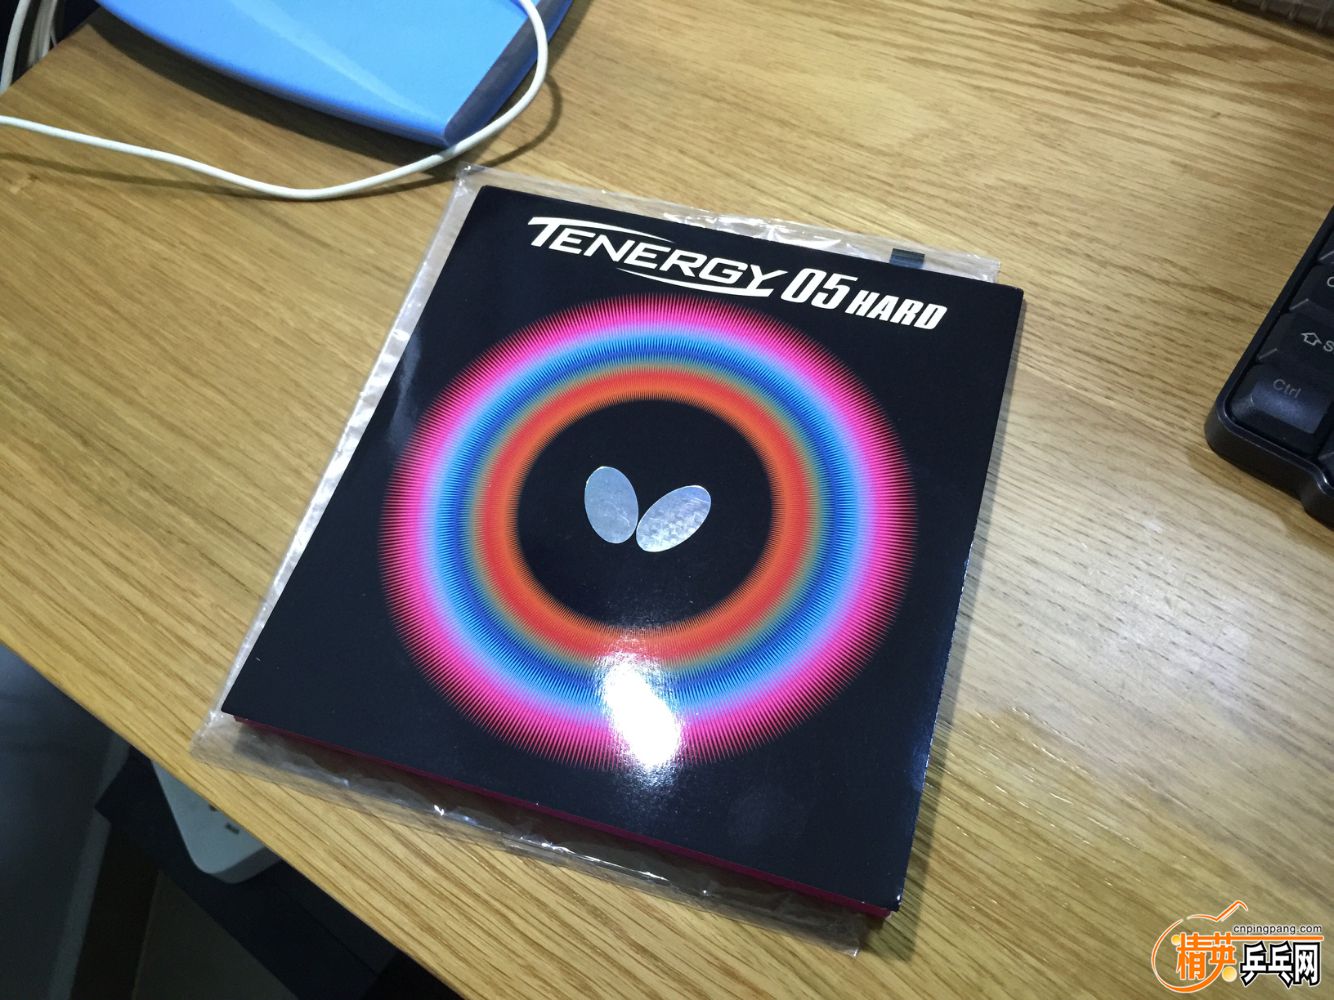 TENERGY 05 HARD
Ctrl
cnpingpang.com
精英乒乓网